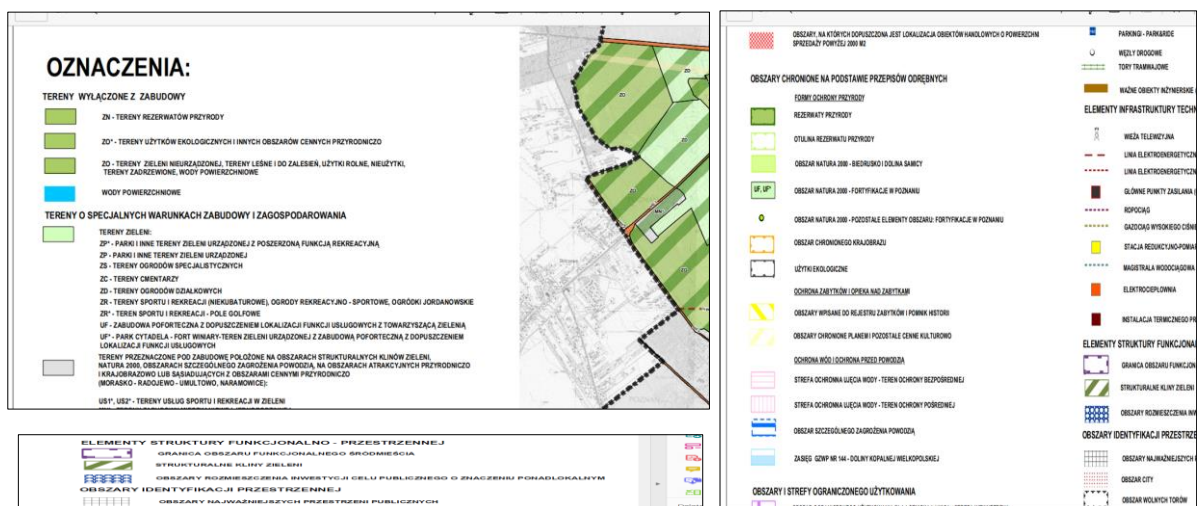 OZNACZENIA:
TERENY WYŁĄCZONE Z ZABUDOWY
ZN - TERENY REZERWATÓW PRZYRODY
ZO* - TERENY UŻYTKÓW EKOLOGICZNYCH I INNYCH OBSZARÓW CENNYCH PRZYRODNICZO
ZO - TERENY ZIELENI NIEURZĄDZONEJ, TERENY LEŚNE I DO ZALESIEŃ, UŻYTKI ROLNE, NIEUŻYTKI,
TERENY ZADRZEWIONE, WODY POWIERZCHNIOWE
WODY POWIERZCHNIOWE
TERENY O SPECJALNYCH WARUNKACH ZABUDOWY I ZAGOSPODAROWANIA
TERENY ZIELENI:
ZP* - PARKI I INNE TERENY ZIELENI URZĄDZONEJ Z POSZERZONĄ FUNKCJĄ REKREACYJNĄ
ZP - PARKI I INNE TERENY ZIELENI URZĄDZONEJ
ZS - TERENY OGRODÓW SPECJALISTYCZNYCH
ZC - TERENY CMENTARZY
ZD - TERENY OGRODÓW DZIAŁKOWYCH
ZR - TERENY SPORTU I REKREACJI (NIEKUBATUROWE), OGRODY REKREACYJNO - SPORTOWE, OGRÓDKI JORDANOWSKIE
ZR* - TEREN SPORTU I REKREACJI - POLE GOLFOWE
UF - ZABUDOWA POFORTECZNA Z DOPUSZCZENIEM LOKALIZACJI FUNKCJI USŁUGOWYCH Z TOWARZYSZĄCĄ ZIELENIĄ
UF* - PARK CYTADELA - FORT WINIARY-TEREN ZIELENI URZĄDZONEJ Z ZABUDOWĄ POFORTECZNĄ Z DOPUSZCZENIEM
LOKALIZACJI FUNKCJI USŁUGOWYCH
TERENY PRZEZNACZONE POD ZABUDOWĘ POŁOŻONE NA OBSZARACH STRUKTURALNYCH KLINÓW ZIELENI,
NATURA 2000, OBSZARACH SZCZEGÓLNEGO ZAGROŻENIA POWODZIĄ, NA OBSZARACH ATRAKCYJNYCH PRZYRODNICZO
I KRAJOBRAZOWO LUB SĄSIADUJĄCYCH Z OBSZARAMI CENNYMI PRZYRODNICZO
(MORASKO - RADOJEWO - UMULTOWO, NARAMOWICE):
US1*, US2* - TERENY USŁUG SPORTU I REKREACJI W ZIELENI
ZO
ZO
ZO
ZO
MN
ZO
OBSZARY, NA KTÓRYCH DOPUSZCZONA JEST LOKALIZACJA OBIEKTÓW HANDLOWYCH O POWIERZCHNI
SPRZEDAŻY POWYŻEJ 2000 M2
OBSZARY CHRONIONE NA PODSTAWIE PRZEPISÓW ODRĘBNYCH
FORMY OCHRONY PRZYRODY
REZERWATY PRZYRODY
OTULINA REZERWATU PRZYRODY
OBSZAR NATURA 2000 - BIEDRUSKO I DOLINA SAMICY
UF, UF*
OBSZAR NATURA 2000 - FORTYFIKACJE W POZNANIU
OBSZAR NATURA 2000 - POZOSTAŁE ELEMENTY OBSZARU: FORTYFIKACJE W POZNANIU
OBSZAR CHRONIONEGO KRAJOBRAZU
UŻYTKI EKOLOGICZNE
OCHRONA ZABYTKÓW I OPIEKA NAD ZABYTKAMI
OBSZARY WPISANE DO REJESTRU ZABYTKÓW I POMNIK HISTORII
OBSZARY CHRONIONE PLANEM I POZOSTAŁE CENNE KULTUROWO
OCHRONA WÓD I OCHRONA PRZED POWODZIĄ
STREFA OCHRONNA UJĘCIA WODY - TEREN OCHRONY BEZPOŚREDNIEJ
STREFA OCHRONNA UJĘCIA WODY - TEREN OCHRONY POŚREDNIEJ
OBSZAR SZCZEGÓLNEGO ZAGROŻENIA POWODZIĄ
ZASIĘG GZWP NR 144 - DOLINY KOPALNEJ WIELKOPOLSKIEJ
OBSZARY I STREFY OGRANICZONEGO UŻYTKOWANIA
PARKINGI - PARK&RIDE
WĘZŁY DROGOWE
TORY TRAMWAJOWE
WAŻNE OBIEKTY INŻYNIERSKIE
ELEMENTY INFRASTRUKTURY TECHN
WIEŻA TELEWIZYJNA
LINIA ELEKTROENERGETYCZN
LINIA ELEKTROENERGETYCZN
GŁÓWNE PUNKTY ZASILANIA
ROPOCIĄG
GAZOCIĄG WYSOKIEGO CIŚNIE
STACJA REDUKCYJNO-POMIA
MAGISTRALA WODOCIĄGOWA
ELEKTROCIEPŁOWNIA
INSTALACJA TERMICZNEGO PR
ELEMENTY STRUKTURY FUNKCJONAL
GRANICA OBSZARU FUNKCJON
STRUKTURALNE KLINY ZIELENI
OBSZARY ROZMIESZCZENIA INW
OBSZARY IDENTYFIKACJI PRZESTRZE
OBSZARY NAJWAŻNIEJSZYCH
OBSZAR CITY
OBSZAR WOLNYCH TORÓW
ELEMENTY STRUKTURY FUNKCJONALNO - PRZESTRZENNEJ
GRANICA OBSZARU FUNKCJONALNEGO ŚRÓDMIEŚCIA
STRUKTURALNE KLINY ZIELENI
OBSZARY ROZMIESZCZENIA INWESTYCJI CELU PUBLICZNEGO O ZNACZENIU PONADLOKALNYM
OBSZARY IDENTYFIKACJI PRZESTRZENNEJ
OBSZARY NAJWAŻNIEJSZYCH PRZESTRZENI PUBLICZNYCH